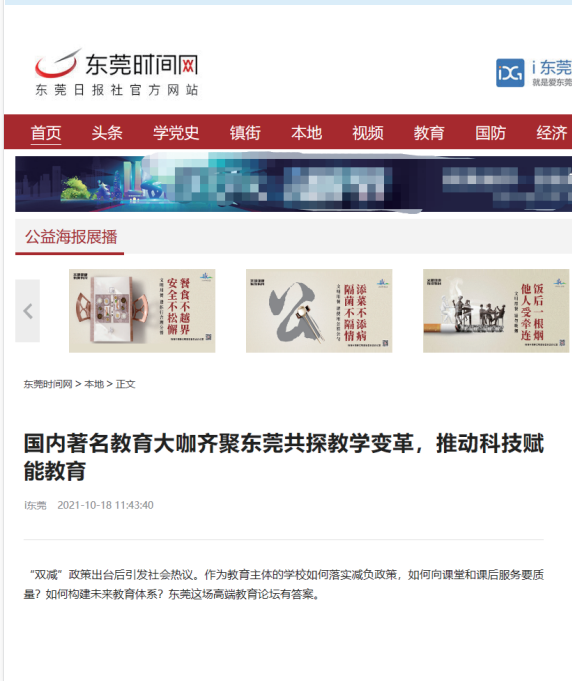 东莞时间网
东莞日报社官方网站
i东莞
就是爱东莞
首页 头条 学党史 镇街 本地 视频 教育 国防 经济
公益海报展播
餐食不越界
安全不松懈
添菜不添病
隔菌不隔情
公
饭后一根烟
他人受牵连
东莞时间网 > 本地 > 正文
国内著名教育大咖齐聚东莞共探教学变革，推动科技赋
能教育
i东莞 2021-10-18 11:43:40
“双减”政策出台后引发社会热议。作为教育主体的学校如何落实减负政策，如何向课堂和课后服务要质
量？如何构建未来教育体系？东莞这场高端教育论坛有答案。